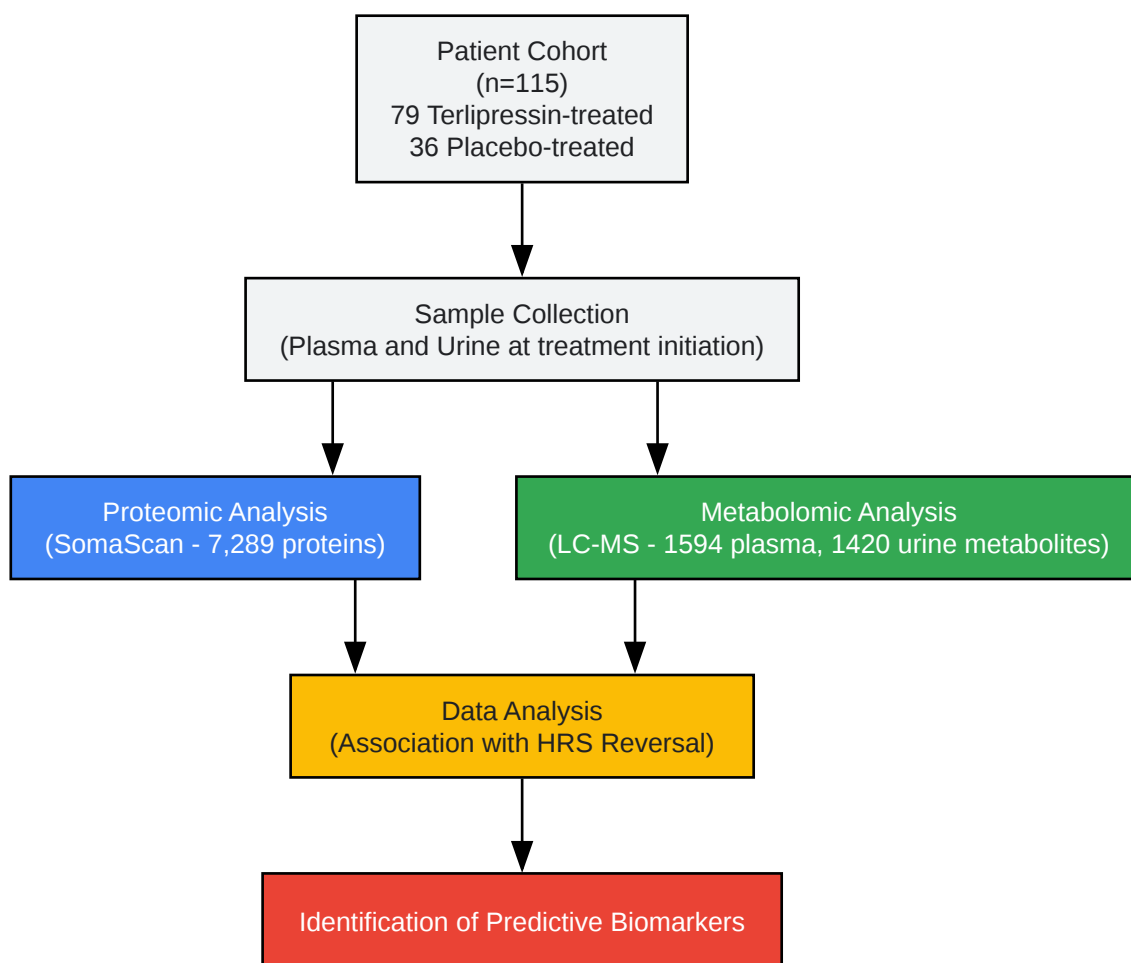 Patient Cohort
(n=115)
79 Terlipressin-treated
36 Placebo-treated
Sample Collection
(Plasma and Urine at treatment initiation)
Proteomic Analysis
(SomaScan - 7,289 proteins)
Metabolomic Analysis
(LC-MS - 1594 plasma, 1420 urine metabolites)
Data Analysis
(Association with HRS Reversal)
Identification of Predictive Biomarkers